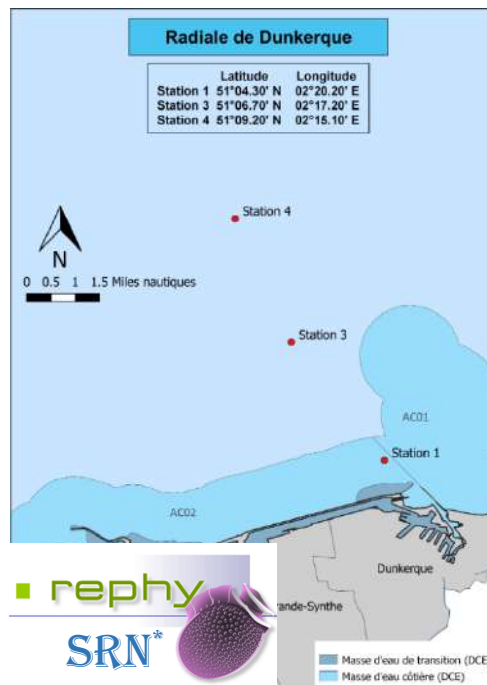 Radiale de Dunkerque
Latitude Longitude
Station 1 51°04.30' N 02°20.20' E
Station 3 51°06.70' N 02°17.20' E
Station 4 51°09.20' N 02°15.10' E
Station 4
N
0 0.5 1 1.5 Miles nautiques
Station 3
AC01
Station 1
AC02
Dunkerque
rande-Synthe
rephy
SRN*
Masse d'eau de transition (DCE)
Masse d'eau côtière (DCE)